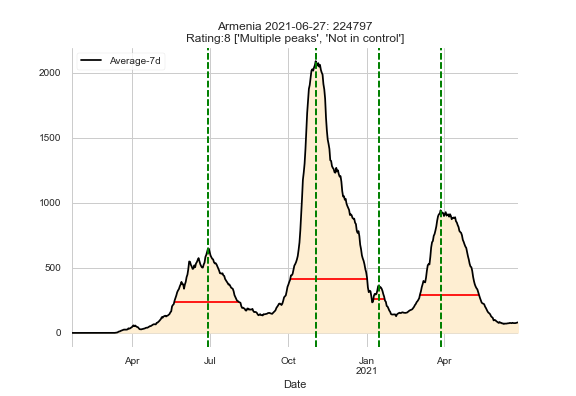 Armenia 2021-06-27: 224797
Rating:8 ['Multiple peaks', 'Not in control']
Average-7d
2000
1500
1000
500
0
Apr Jul Oct Jan Apr
2021
Date